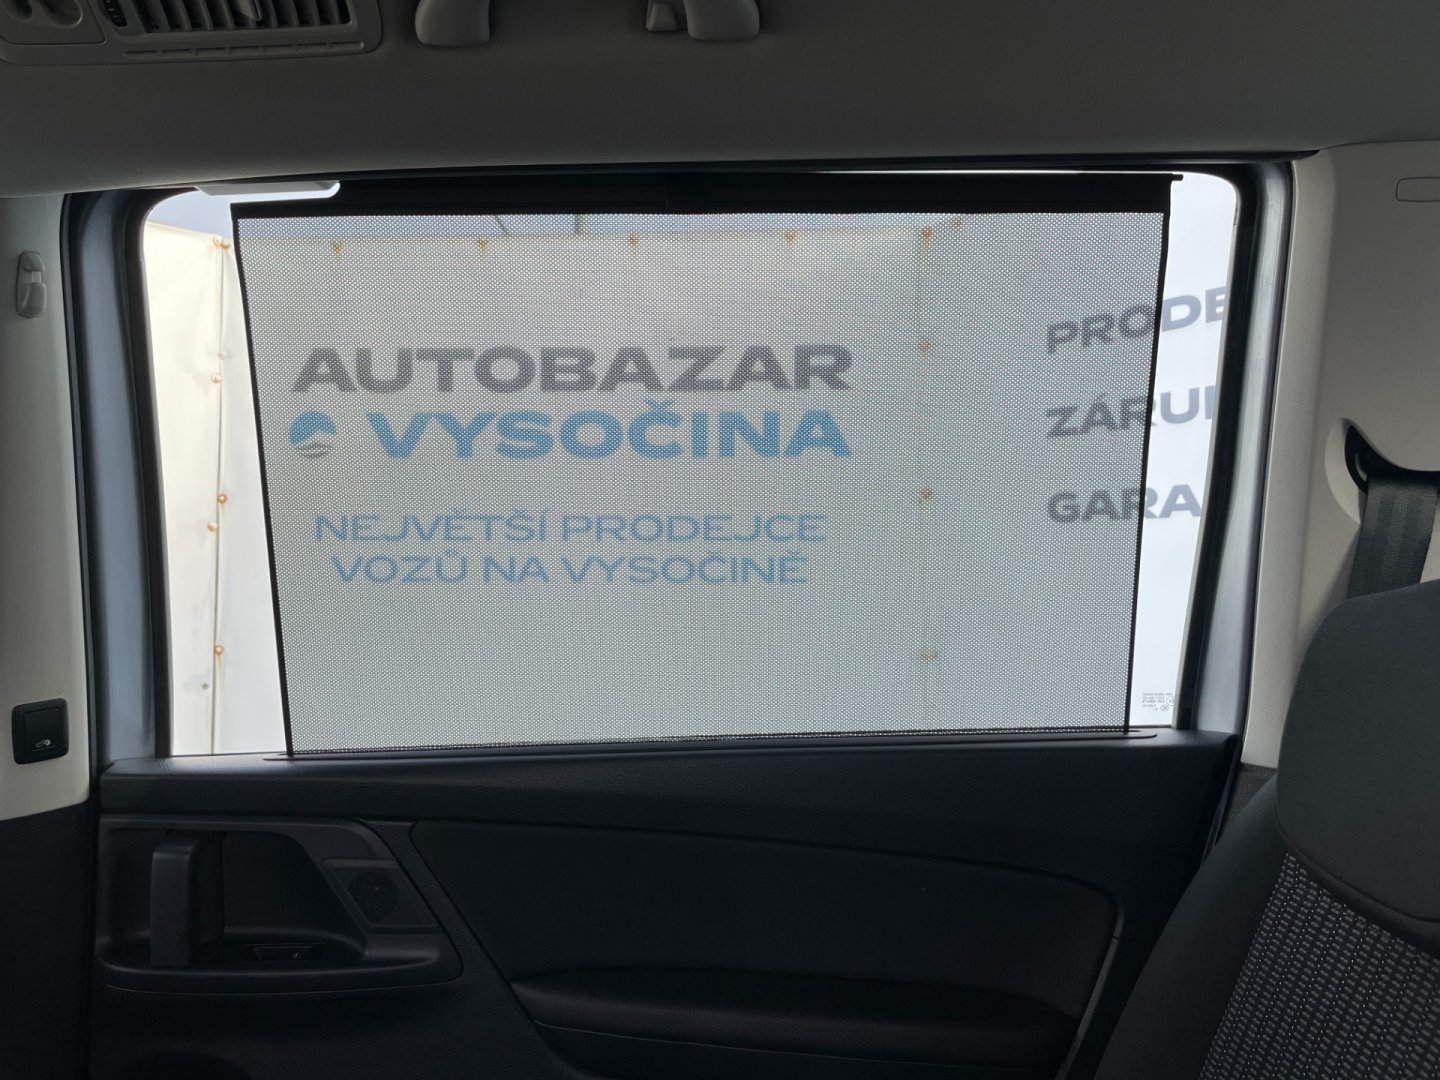 AUTOBAZAR
VYSOČINA
NEJVĚTŠÍ PRODEJCE
VOZŮ NA VYSOČINĚ
PRODE
ZÁRU
GARA